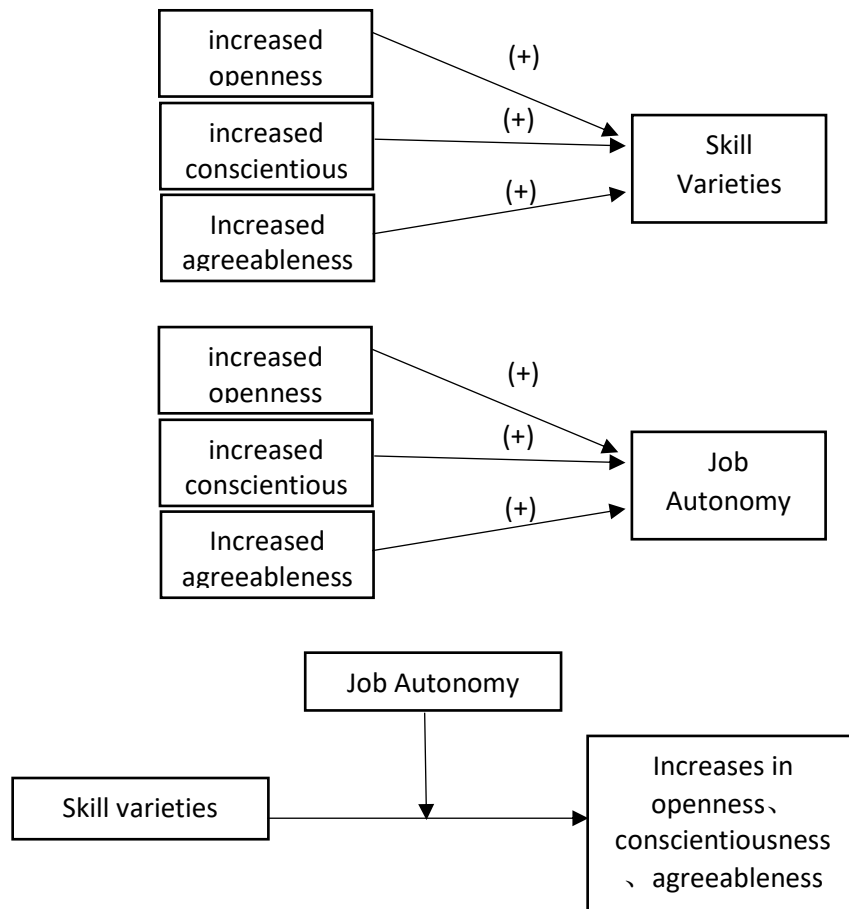 increased
openness
(+)
increased
conscientious
(+)
Increased
agreeableness
(+)
Skill
Varieties
increased
openness
(+)
increased
conscientious
(+)
Increased
agreeableness
(+)
Job
Autonomy
Job Autonomy
Skill varieties
Increases in
openness、
conscientiousness
、agreeableness